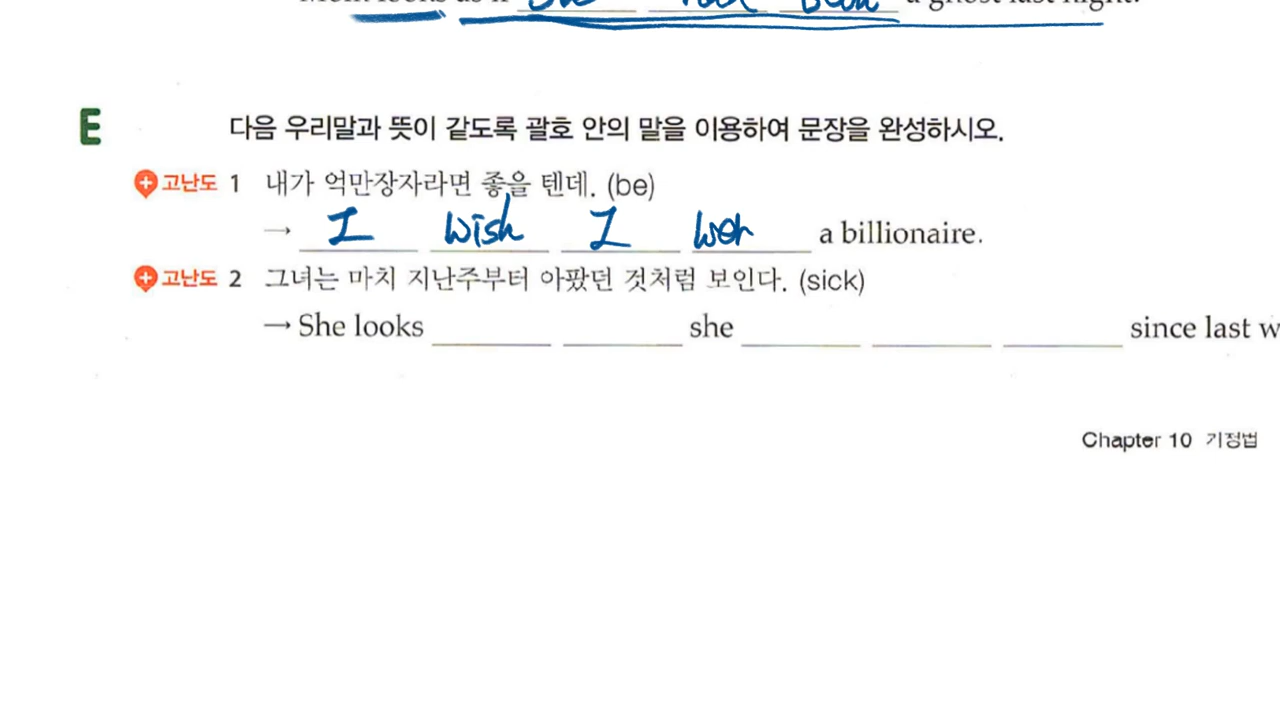 a ghost last night.
E 다음 우리말과 뜻이 같도록 괄호 안의 말을 이용하여 문장을 완성하시오.
고난도 1 내가 억만장자라면 좋을 텐데. (be)
→ I wish I wer a billionaire.
고난도 2 그녀는 마치 지난주부터 아팠던 것처럼 보인다. (sick)
→ She looks she since last w
Chapter 10 기정법